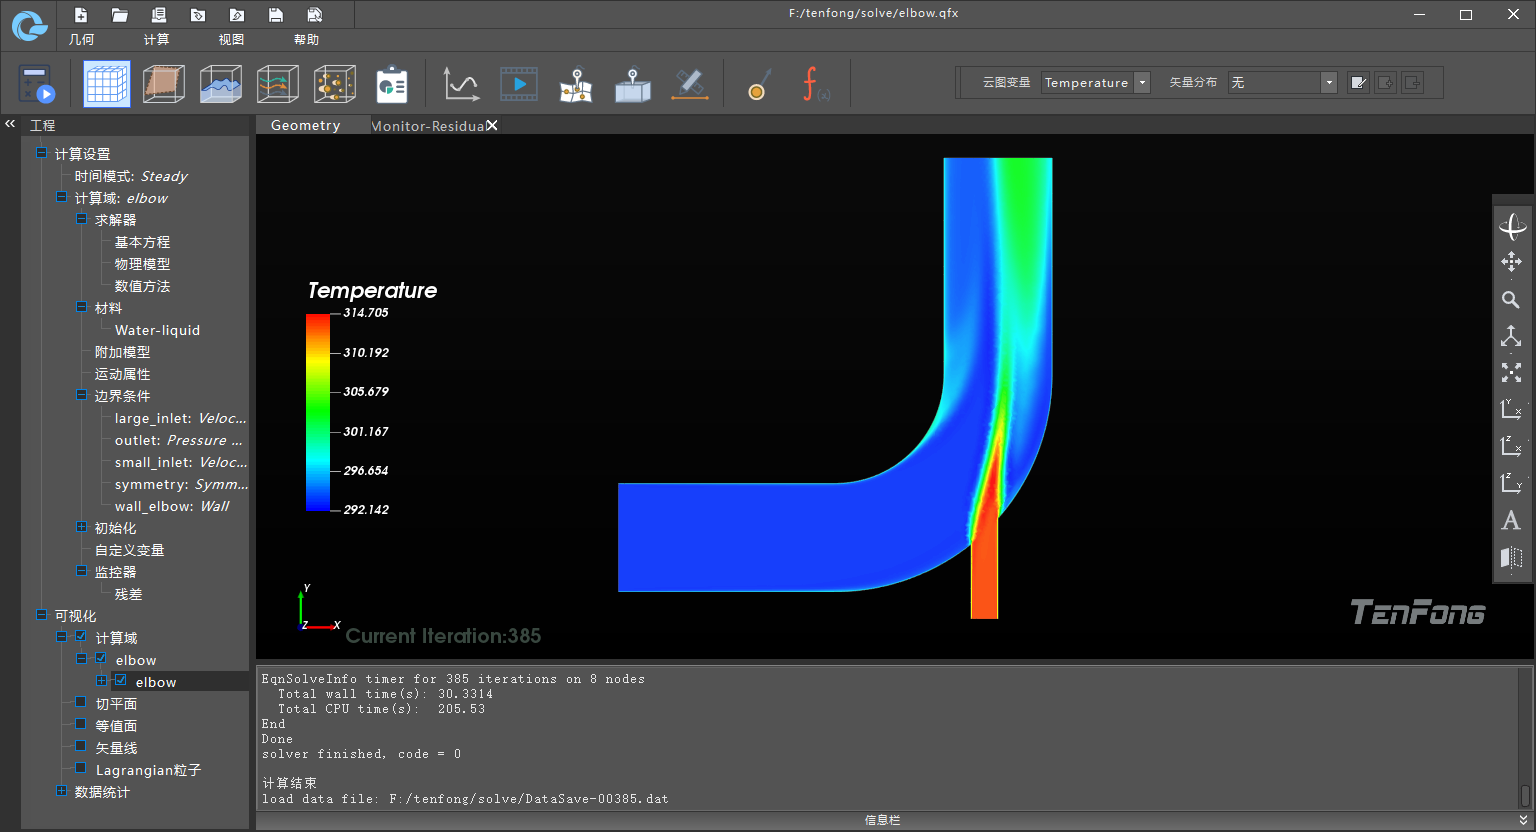 F:/tenfong/solve/elbow.qfx
几何 计算 视图 帮助
f(a)
云图变量 Temperature 矢量分布 无
工程
Geometry
Monitor-Residual
计算设置
时间模式: Steady
计算域: elbow
求解器
基本方程
物理模型
数值方法
材料
Water-liquid
附加模型
运动属性
边界条件
large_inlet: Veloc...
outlet: Pressure ...
small_inlet: Veloc...
symmetry: Symm...
wall_elbow: Wall
初始化
自定义变量
监控器
残差
可视化
计算域
elbow
elbow
切平面
等值面
矢量线
Lagrangian粒子
数据统计
Temperature
314.705
310.192
305.679
301.167
296.654
292.142
Y
Z
X
Current Iteration:385
TENFONG
Y
X
Z
X
Z
Y
A
EqnSolveInfo timer for 385 iterations on 8 nodes
Total wall time(s): 30.3314
Total CPU time(s): 205.53
End
Done
solver finished, code = 0
计算结束
load data file: F:/tenfong/solve/DataSave-00385.dat
信息栏